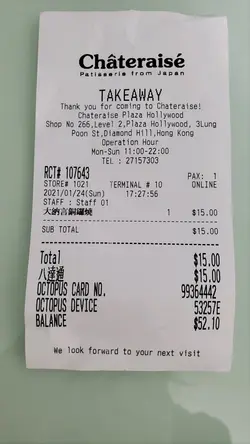 Châteraisé
Patisserie from Japan
TAKEAWAY
Thank you for coming to Chateraise!
Chateraise Plaza Hollywood
Shop No 266,Level 2,Plaza Hollywood, 3Lung
Poon St,Diamond Hill,Hong Kong
Operation Hour
Mon-Sun 11:00-22:00
TEL : 27157303
RCT# 107643 PAX: 1
STORE# 1021 TERMINAL # 10 ONLINE
2021/01/24(Sun) 17:27:56
STAFF : Staff 01
大納言銅鑼燒 1 $15.00
SUB TOTAL $15.00
Total $15.00
八達通 $15.00
OCTOPUS CARD NO. 99364442
OCTOPUS DEVICE 53257E
BALANCE $52.10
We look forward to your next visit